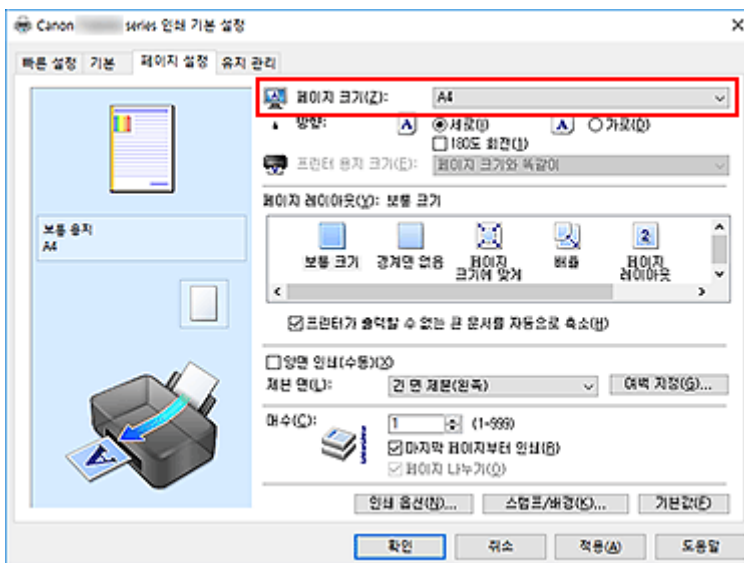 Canon series 인쇄 기본 설정
빠른 설정 기본 페이지 설정 유지 관리
페이지 크기(Z): A4
방향: A 세로(I) A 가로(D)
180도 회전(1)
프린터 용지 크기(E): 페이지 크기와 똑같이
페이지 레이아웃(Y): 보통 크기
보통 크기 경계면 없음 페이지 크기에 맞게 배율 페이지 레이아웃
보통 용지
A4
프린터가 출력할 수 없는 큰 문서를 자동으로 축소(H)
양면 인쇄(수동)(X)
제본 면(L): 긴 면 제본(왼쪽) 여백 지정(G)...
매수(C): 1 (1-999)
마지막 페이지부터 인쇄(R)
페이지 나누기(O)
인쇄 옵션(N)... 스탬프/배경(K)... 기본값(F)
확인 취소 적용(A) 도움말